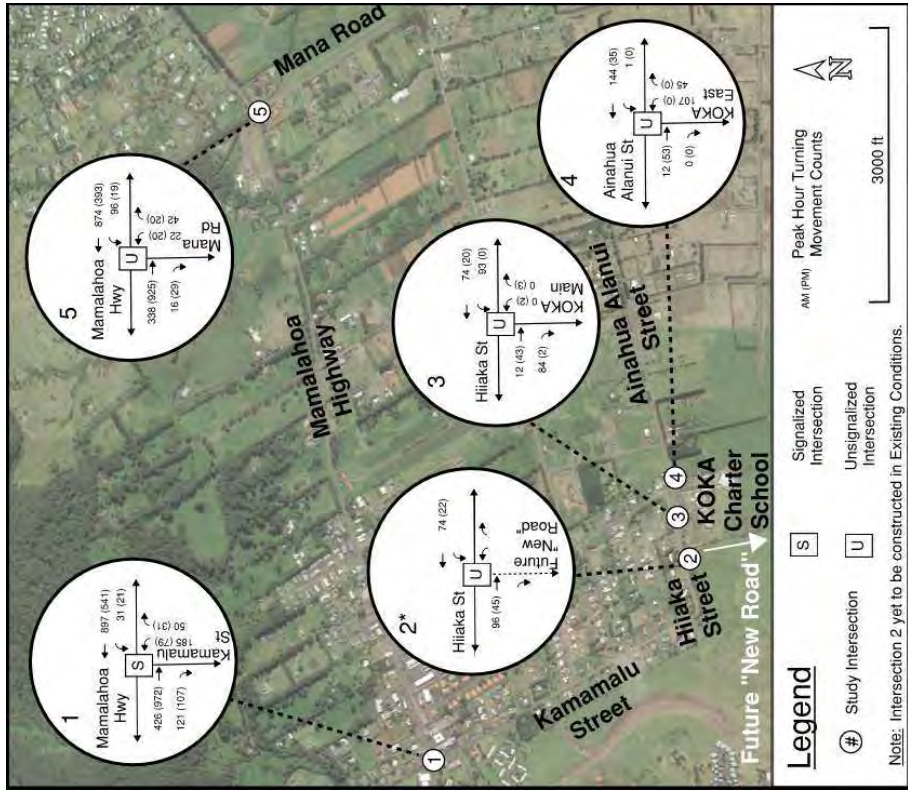 1
Mamalahoa
Hwy
897 (541)
31 (21)
S
426 (972)
121 (107)
185 (79)
50 (31)
Kamamalu
St
5
Mamalahoa
Hwy
874 (393)
96 (19)
U
338 (925)
16 (29)
22 (20)
42 (20)
Mana
Rd
5
Mana Road
Mamalahoa
Highway
2*
Hiiaka St
74 (22)
U
96 (45)
Future
"New
Road"
3
Hiiaka St
74 (20)
93 (0)
U
12 (43)
84 (2)
0 (2)
0 (3)
KOKA
Main
4
Ainahua
Alanui St
144 (35)
1 (0)
U
12 (53)
0 (0)
107 (0)
45 (0)
KOKA
East
1
Kamamalu
Street
Hiiaka
Street
2
3
4
KOKA
Charter
School
Ainahua Alanui
Street
Future "New Road"
Legend
# Study Intersection
S Signalized
Intersection
U Unsignalized
Intersection
AM (PM) Peak Hour Turning
Movement Counts
N
3000 ft
Note: Intersection 2 yet to be constructed in Existing Conditions.